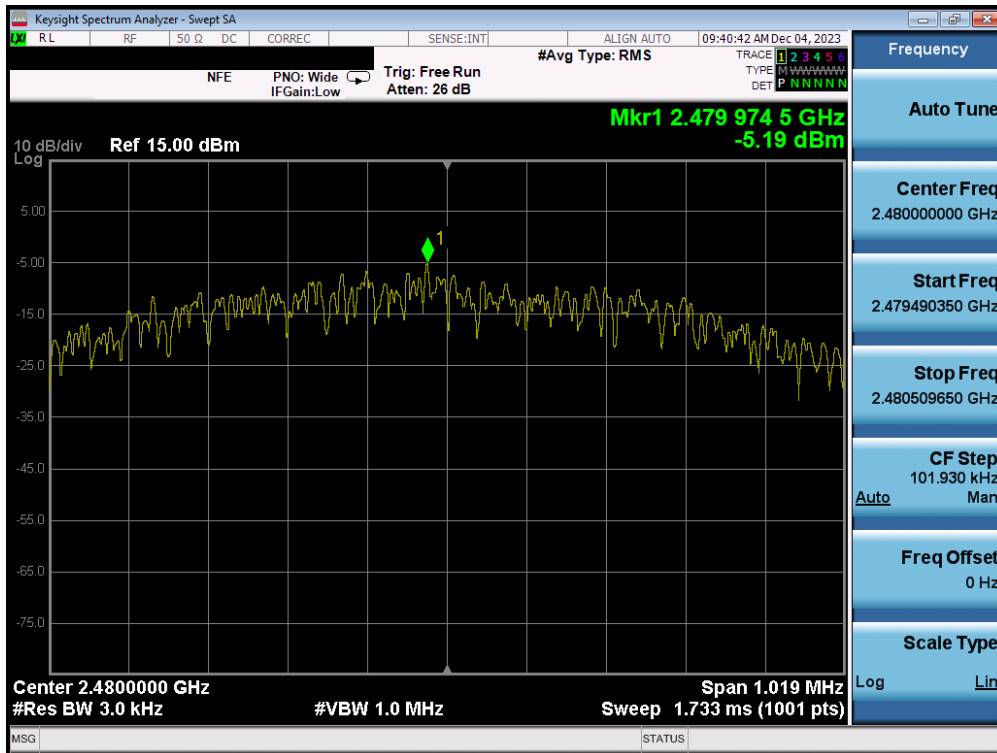 Keysight Spectrum Analyzer - Swept SA
LXI RL RF 50 Ω DC CORREC SENSE:INT ALIGN AUTO 09:40:42 AM Dec 04, 2023
NFE PNO: Wide Trig: Free Run #Avg Type: RMS TRACE 1 2 3 4 5 6
IFGain:Low Atten: 26 dB TYPE M WWWWW
DET P N N N N N
Mkr1 2.479 974 5 GHz
-5.19 dBm
10 dB/div Ref 15.00 dBm
Log
5.00
1
-5.00
-15.0
-25.0
-35.0
-45.0
-55.0
-65.0
-75.0
Center 2.4800000 GHz Span 1.019 MHz
#Res BW 3.0 kHz #VBW 1.0 MHz Sweep 1.733 ms (1001 pts)
MSG STATUS
Frequency
Auto Tune
Center Freq
2.480000000 GHz
Start Freq
2.479490350 GHz
Stop Freq
2.480509650 GHz
CF Step
101.930 kHz
Auto Man
Freq Offset
0 Hz
Scale Type
Log Lin